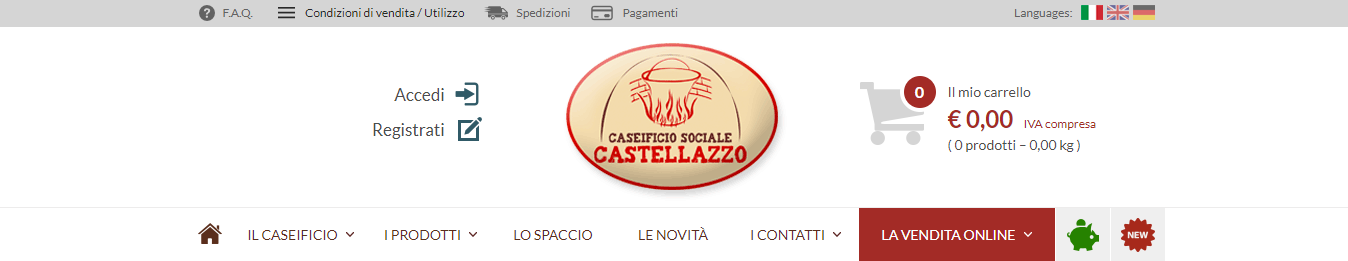 F.A.Q. Condizioni di vendita / Utilizzo Spedizioni Pagamenti Languages:
Accedi
Registrati
CASEIFICIO SOCIALE
CASTELLAZZO
0
Il mio carrello
€ 0,00 IVA compresa
( 0 prodotti – 0,00 kg )
IL CASEIFICIO I PRODOTTI LO SPACCIO LE NOVITÀ I CONTATTI LA VENDITA ONLINE NEW